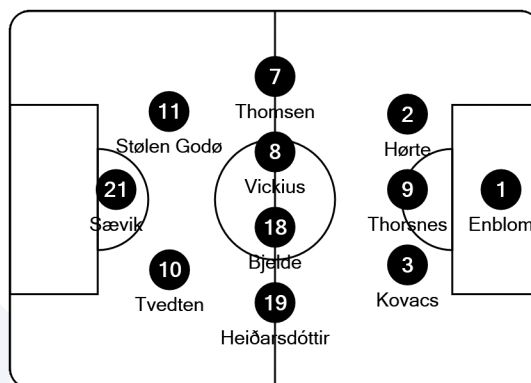 7
Thomsen
11
Stølen Godø
2
Hørte
8
Vickius
21
Sævik
9
Thorsnes
1
Enblom
18
Bjelde
10
Tvedten
3
Kovacs
19
Heiðarsdóttir